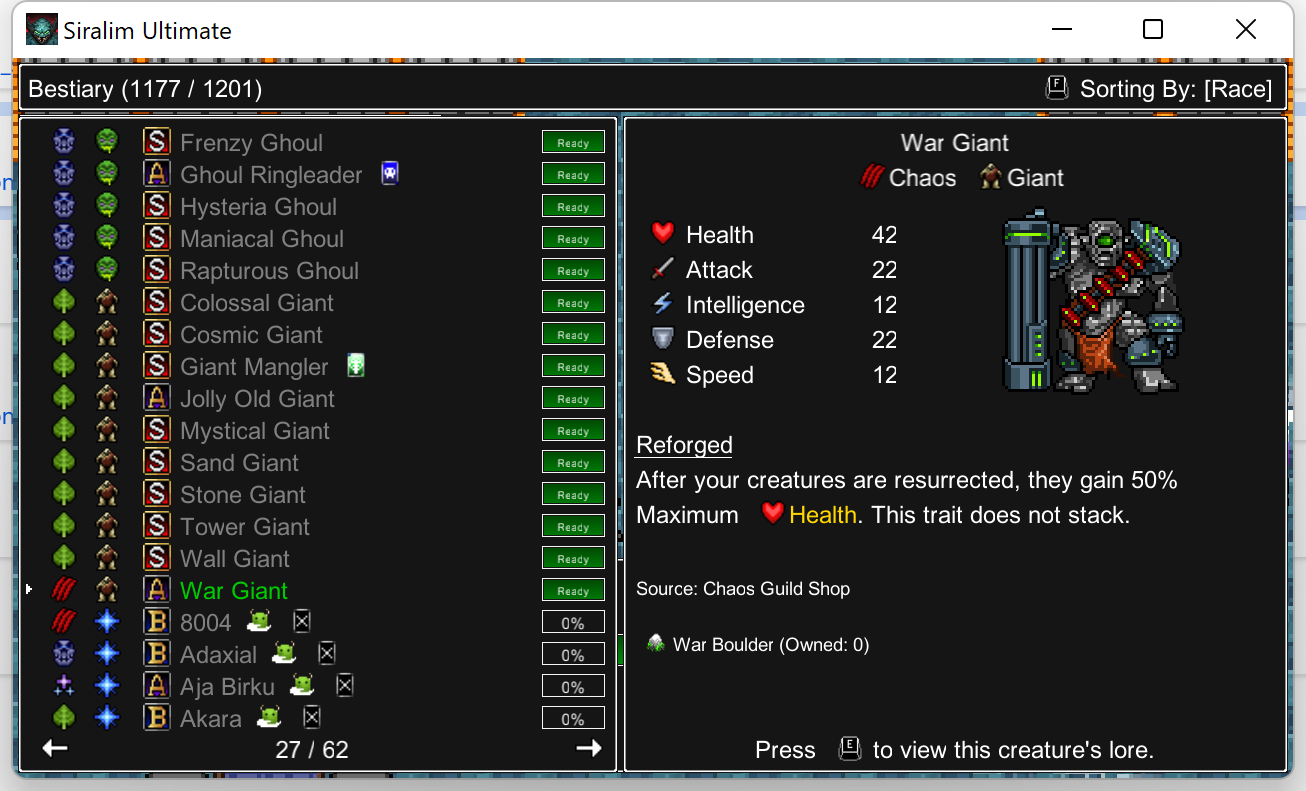 Siralim Ultimate
Bestiary (1177 / 1201)
F Sorting By: [Race]
S Frenzy Ghoul Ready
A Ghoul Ringleader Ready
S Hysteria Ghoul Ready
S Maniacal Ghoul Ready
S Rapturous Ghoul Ready
S Colossal Giant Ready
S Cosmic Giant Ready
S Giant Mangler Ready
A Jolly Old Giant Ready
S Mystical Giant Ready
S Sand Giant Ready
S Stone Giant Ready
S Tower Giant Ready
S Wall Giant Ready
A War Giant Ready
B 8004 0%
B Adaxial 0%
A Aja Birku 0%
B Akara 0%
27 / 62
War Giant
Chaos Giant
Health 42
Attack 22
Intelligence 12
Defense 22
Speed 12
Reforged
After your creatures are resurrected, they gain 50%
Maximum Health. This trait does not stack.
Source: Chaos Guild Shop
War Boulder (Owned: 0)
Press E to view this creature's lore.